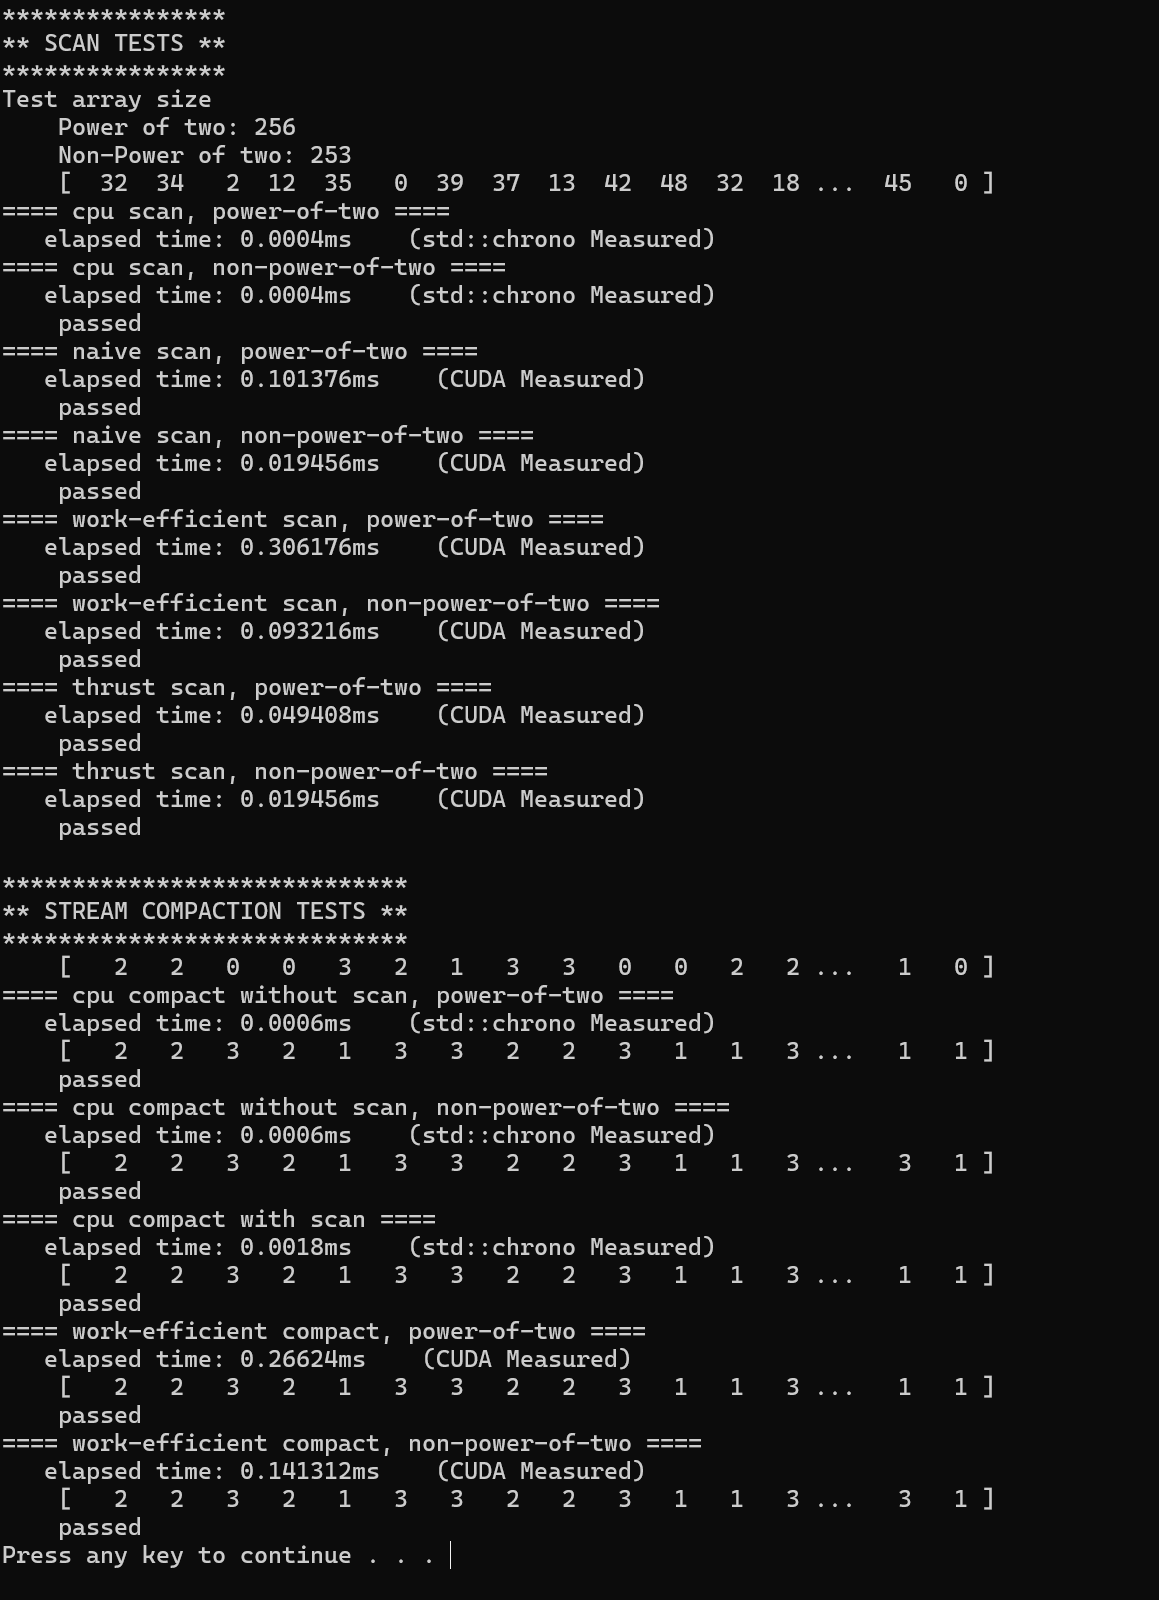 ****************
** SCAN TESTS **
****************
Test array size
    Power of two: 256
    Non-Power of two: 253
    [  32  34   2  12  35   0  39  37  13  42  48  32  18 ...  45   0 ]
==== cpu scan, power-of-two ====
   elapsed time: 0.0004ms    (std::chrono Measured)
==== cpu scan, non-power-of-two ====
   elapsed time: 0.0004ms    (std::chrono Measured)
    passed
==== naive scan, power-of-two ====
   elapsed time: 0.101376ms    (CUDA Measured)
    passed
==== naive scan, non-power-of-two ====
   elapsed time: 0.019456ms    (CUDA Measured)
    passed
==== work-efficient scan, power-of-two ====
   elapsed time: 0.306176ms    (CUDA Measured)
    passed
==== work-efficient scan, non-power-of-two ====
   elapsed time: 0.093216ms    (CUDA Measured)
    passed
==== thrust scan, power-of-two ====
   elapsed time: 0.049408ms    (CUDA Measured)
    passed
==== thrust scan, non-power-of-two ====
   elapsed time: 0.019456ms    (CUDA Measured)
    passed

*****************************
** STREAM COMPACTION TESTS **
*****************************
    [   2   2   0   0   3   2   1   3   3   0   0   2   2 ...   1   0 ]
==== cpu compact without scan, power-of-two ====
   elapsed time: 0.0006ms    (std::chrono Measured)
    [   2   2   3   2   1   3   3   2   2   3   1   1   3 ...   1   1 ]
    passed
==== cpu compact without scan, non-power-of-two ====
   elapsed time: 0.0006ms    (std::chrono Measured)
    [   2   2   3   2   1   3   3   2   2   3   1   1   3 ...   3   1 ]
    passed
==== cpu compact with scan ====
   elapsed time: 0.0018ms    (std::chrono Measured)
    [   2   2   3   2   1   3   3   2   2   3   1   1   3 ...   1   1 ]
    passed
==== work-efficient compact, power-of-two ====
   elapsed time: 0.26624ms    (CUDA Measured)
    [   2   2   3   2   1   3   3   2   2   3   1   1   3 ...   1   1 ]
    passed
==== work-efficient compact, non-power-of-two ====
   elapsed time: 0.141312ms    (CUDA Measured)
    [   2   2   3   2   1   3   3   2   2   3   1   1   3 ...   3   1 ]
    passed
Press any key to continue . . .